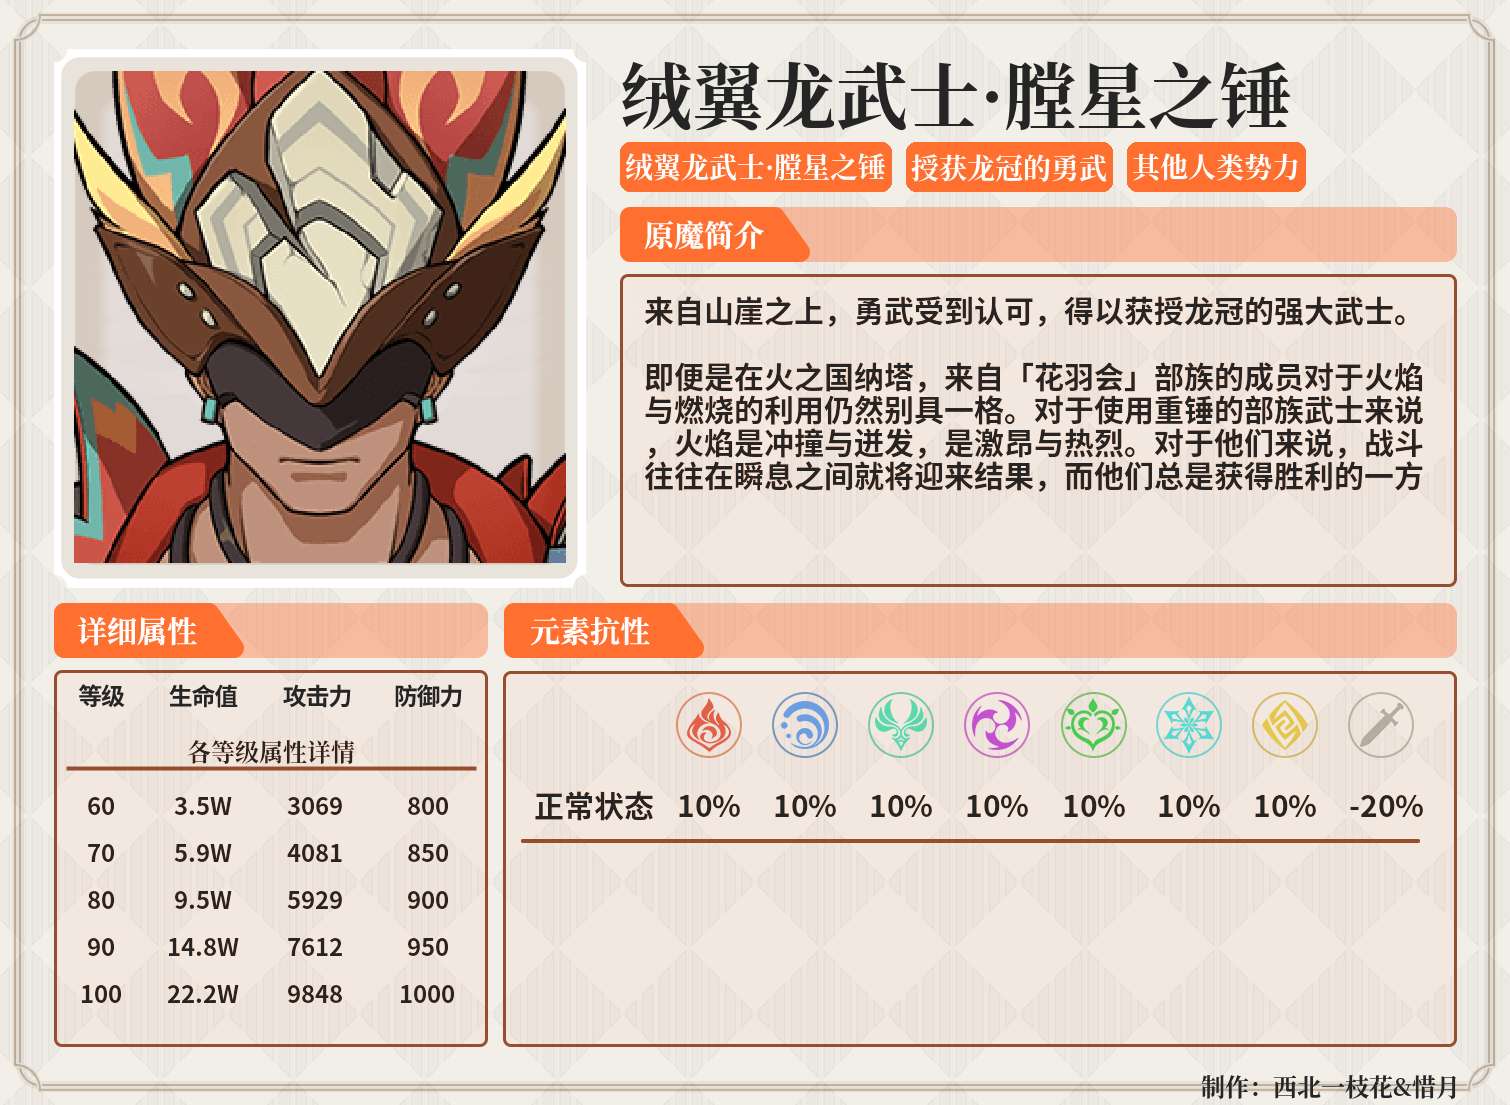 绒翼龙武士·膛星之锤
绒翼龙武士·膛星之锤 授获龙冠的勇武 其他人类势力
原魔简介
来自山崖之上，勇武受到认可，得以获授龙冠的强大武士。
即便是在火之国纳塔，来自「花羽会」部族的成员对于火焰
与燃烧的利用仍然别具一格。对于使用重锤的部族武士来说
，火焰是冲撞与迸发，是激昂与热烈。对于他们来说，战斗
往往在瞬息之间就将迎来结果，而他们总是获得胜利的一方
详细属性
等级 生命值 攻击力 防御力
各等级属性详情
60 3.5W 3069 800
70 5.9W 4081 850
80 9.5W 5929 900
90 14.8W 7612 950
100 22.2W 9848 1000
元素抗性
正常状态 10% 10% 10% 10% 10% 10% 10% -20%
制作：西北一枝花&惜月